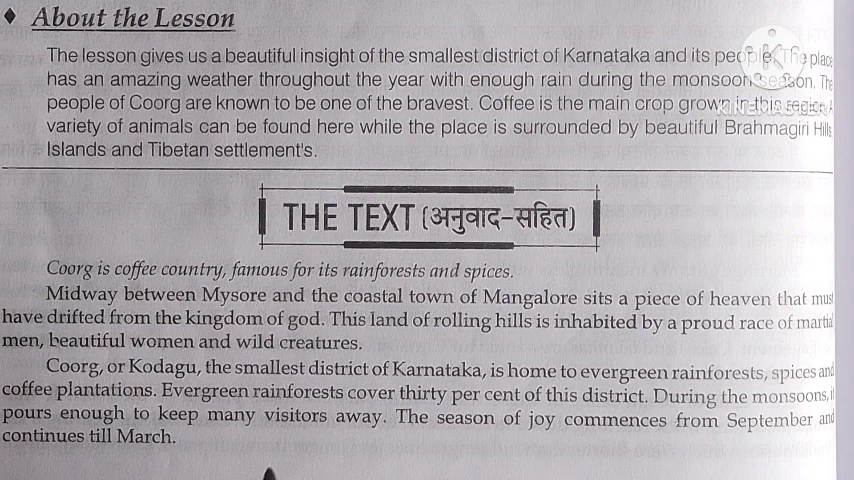 ♦ About the Lesson
The lesson gives us a beautiful insight of the smallest district of Karnataka and its people. The place
has an amazing weather throughout the year with enough rain during the monsoon season. The
people of Coorg are known to be one of the bravest. Coffee is the main crop grown in this region. A
KINEMASTER
variety of animals can be found here while the place is surrounded by beautiful Brahmagiri Hills
Islands and Tibetan settlement's.
THE TEXT (अनुवाद-सहित)
Coorg is coffee country, famous for its rainforests and spices.
Midway between Mysore and the coastal town of Mangalore sits a piece of heaven that must
have drifted from the kingdom of god. This land of rolling hills is inhabited by a proud race of martial
men, beautiful women and wild creatures.
Coorg, or Kodagu, the smallest district of Karnataka, is home to evergreen rainforests, spices and
coffee plantations. Evergreen rainforests cover thirty per cent of this district. During the monsoons, it
pours enough to keep many visitors away. The season of joy commences from September and
continues till March.